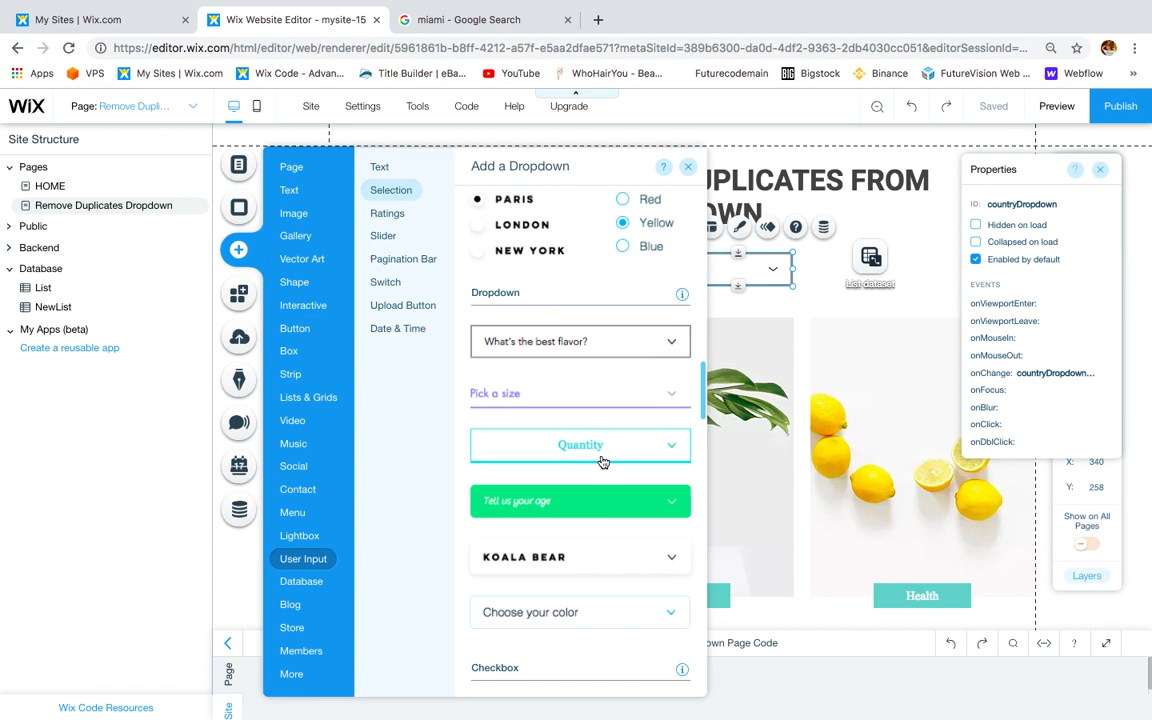 My Sites | Wix.com
Wix Website Editor - mysite-15
miami - Google Search
https://editor.wix.com/html/editor/web/renderer/edit/5961861b-b8ff-4212-a57f-e5aa2dfae571?metaSiteId=389b6300-da0d-4df2-9363-2db4030cc051&editorSessionId=...
Apps
VPS
My Sites | Wix.com
Wix Code - Advan...
Title Builder | eBa...
YouTube
WhoHairYou - Bea...
Futurecodemain
Bigstock
Binance
FutureVision Web ...
Webflow
WiX
Page: Remove Dupli...
Site
Settings
Tools
Code
Help
Upgrade
Saved
Preview
Publish
Site Structure
Pages
HOME
Remove Duplicates Dropdown
Public
Backend
Database
List
NewList
My Apps (beta)
Create a reusable app
Wix Code Resources
Page
Site
Page
Text
Image
Gallery
Vector Art
Shape
Interactive
Button
Box
Strip
Lists & Grids
Video
Music
Social
Contact
Menu
Lightbox
User Input
Database
Blog
Store
Members
More
Text
Selection
Ratings
Slider
Pagination Bar
Switch
Upload Button
Date & Time
Add a Dropdown
?
PARIS
LONDON
NEW YORK
Red
Yellow
Blue
Dropdown
What's the best flavor?
Pick a size
Quantity
Tell us your age
KOALA BEAR
Choose your color
Checkbox
UPLICATES FROM
OWN
List dataset
Health
own Page Code
?
Properties
?
ID: countryDropdown
Hidden on load
Collapsed on load
Enabled by default
EVENTS
onViewportEnter:
onViewportLeave:
onMouseIn:
onMouseOut:
onChange: countryDropdown...
onFocus:
onBlur:
onClick:
onDblClick:
X: 340
Y: 258
Show on All
Pages
Layers